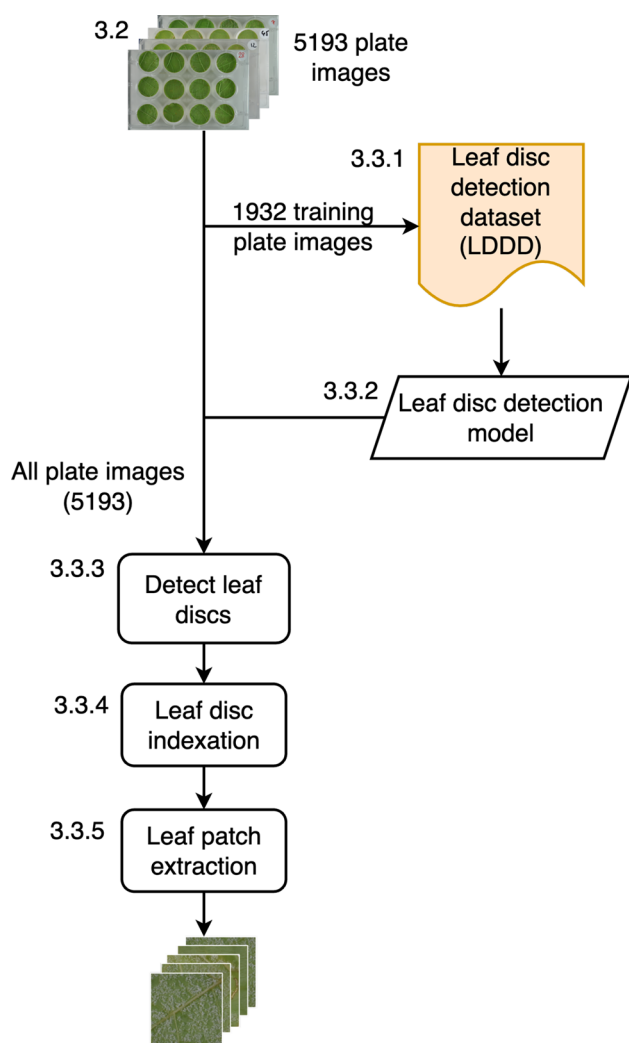 3.2
5193 plate
images
3.3.1
Leaf disc
detection
dataset
(LDDD)
1932 training
plate images
3.3.2
Leaf disc detection
model
All plate images
(5193)
3.3.3
Detect leaf
discs
3.3.4
Leaf disc
indexation
3.3.5
Leaf patch
extraction